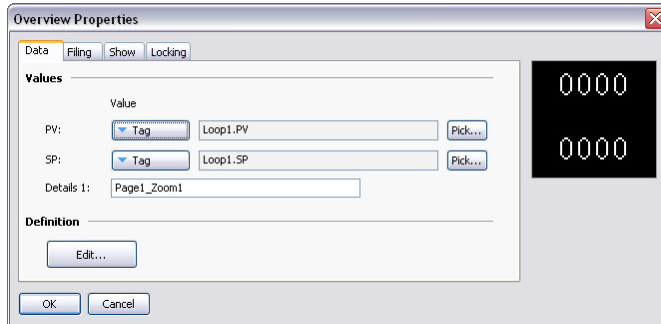 Overview Properties
Data Filing Show Locking
Values
0000
Value
PV: Tag Loop1.PV Pick...
0000
SP: Tag Loop1.SP Pick...
Details 1: Page1_Zoom1
Definition
Edit...
OK Cancel